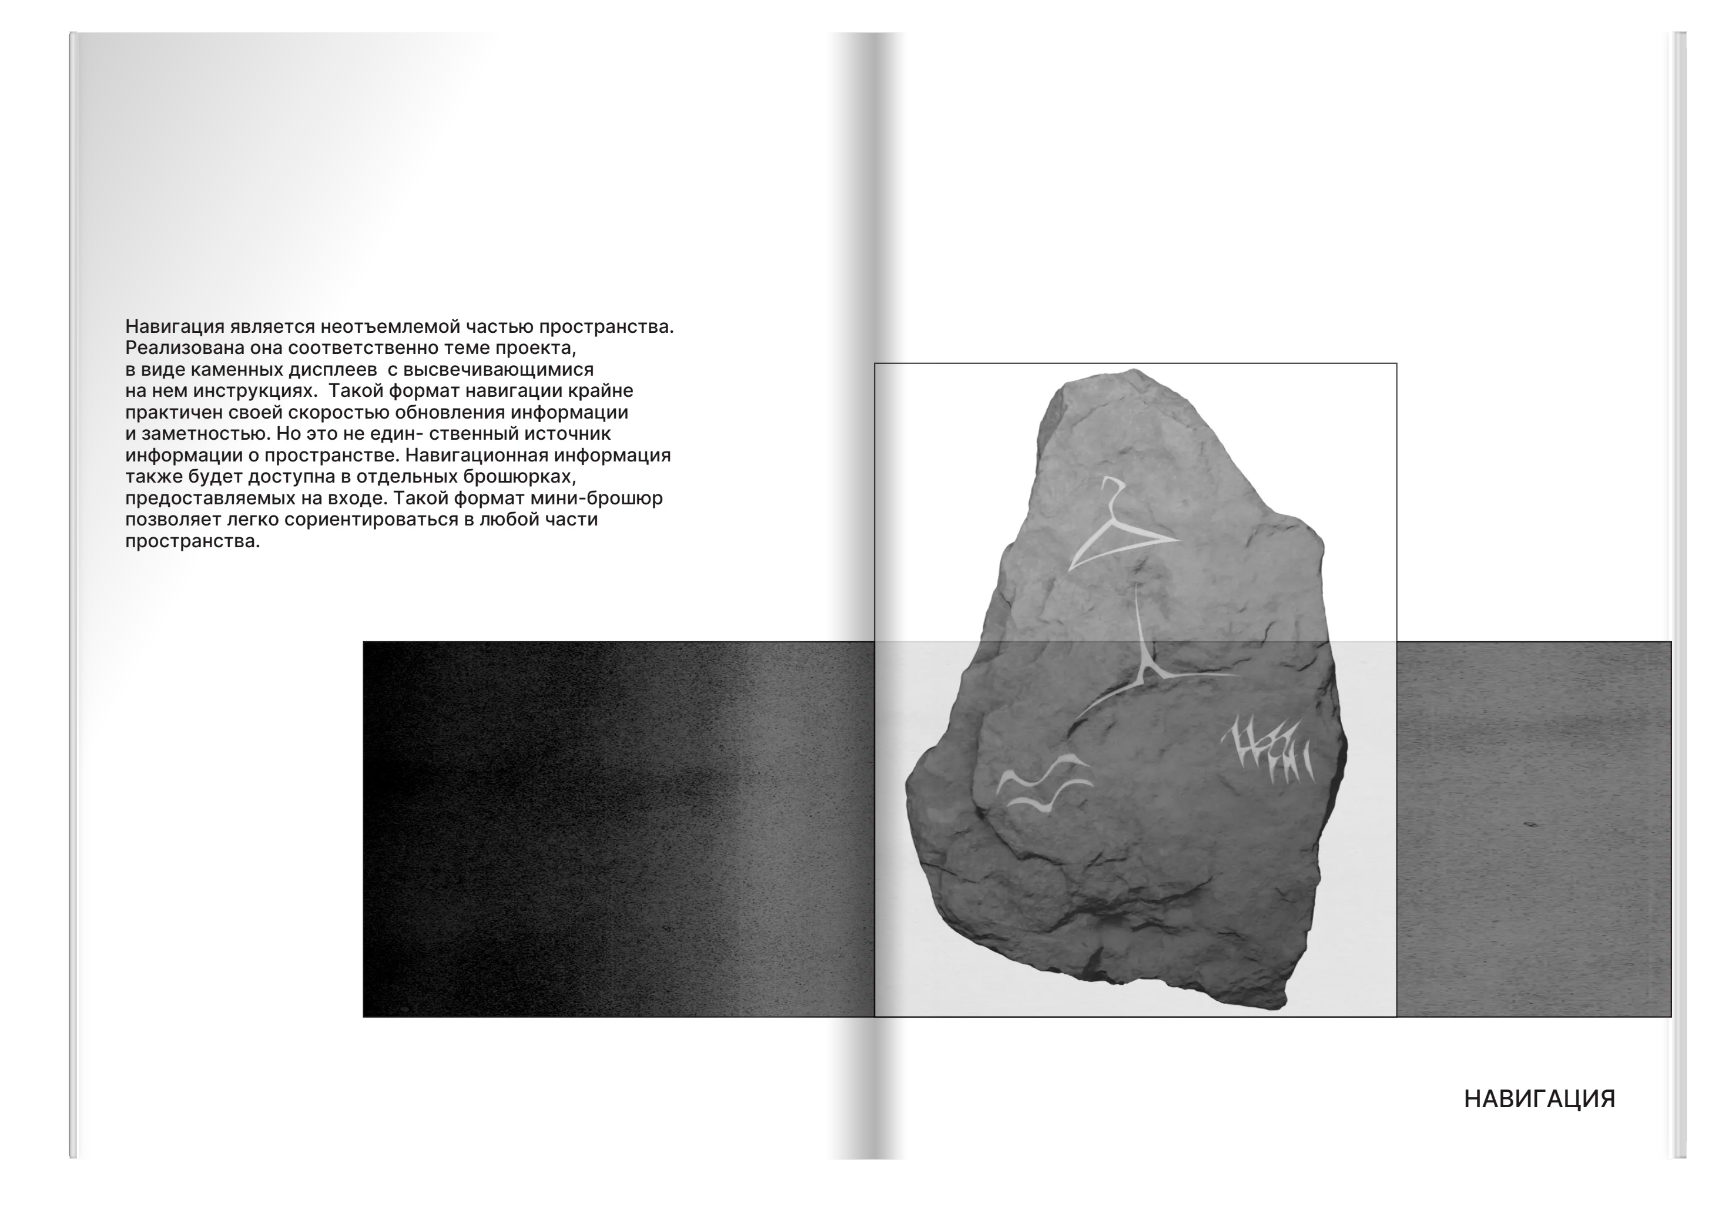 Навигация является неотъемлемой частью пространства.
Реализована она соответственно теме проекта,
в виде каменных дисплеев  с высвечивающимися
на нем инструкциях.  Такой формат навигации крайне
практичен своей скоростью обновления информации
и заметностью. Но это не един- ственный источник
информации о пространстве. Навигационная информация
также будет доступна в отдельных брошюрках,
предоставляемых на входе. Такой формат мини-брошюр
позволяет легко сориентироваться в любой части
пространства.
НАВИГАЦИЯ